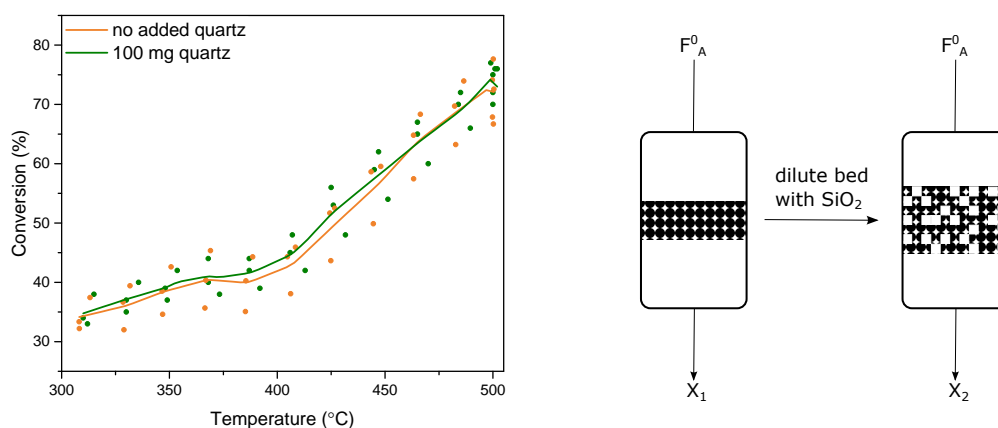 no added quartz
100 mg quartz
80
70
60
50
40
30
Conversion (%)
300
350
400
450
500
Temperature (°C)
F⁰A
dilute bed
with SiO₂
X₁
F⁰A
X₂